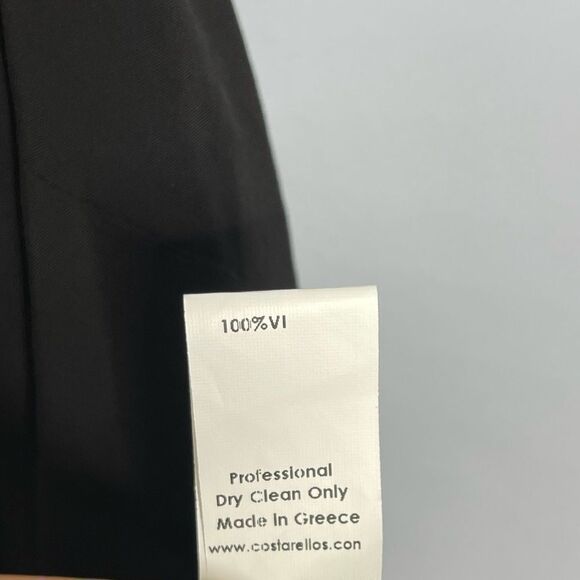 100%VI
Professional
Dry Clean Only
Made In Greece
www.costarellos.con